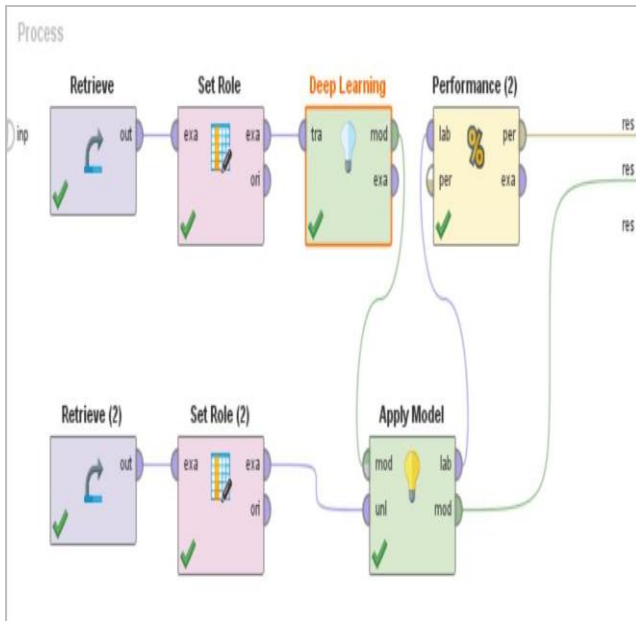 Process
Retrieve
Set Role
Deep Learning
Performance (2)
inp
out
exa
exa
ori
tra
mod
exa
lab
per
%
per
exa
res
res
res
Retrieve (2)
Set Role (2)
Apply Model
out
exa
exa
ori
mod
lab
unl
mod